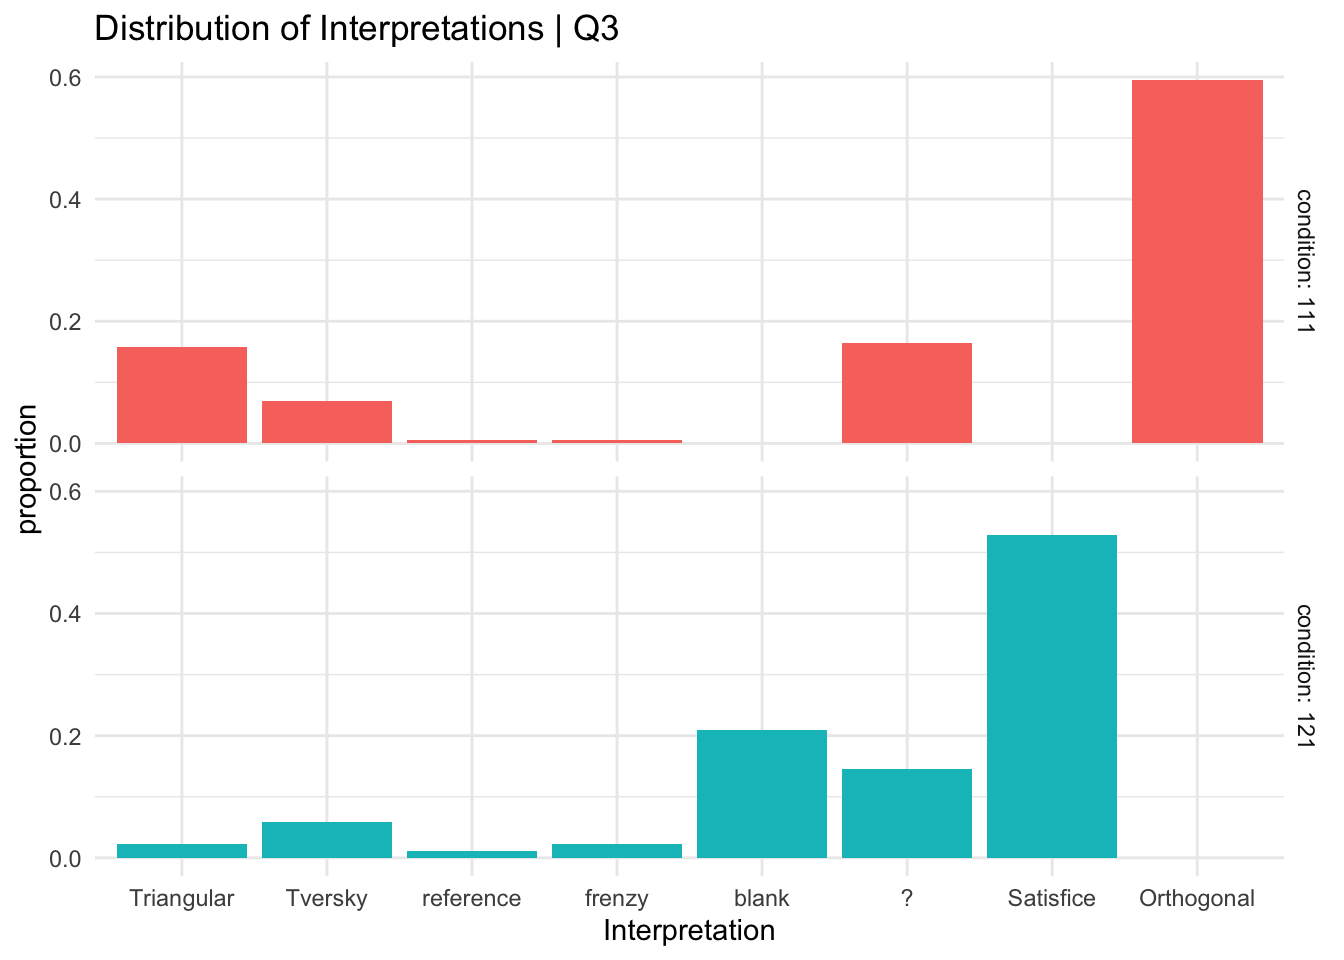 Distribution of Interpretations | Q3
proportion
0.6
0.4
0.2
0.0
condition: 111
0.6
0.4
0.2
0.0
condition: 121
Triangular Tversky reference frenzy blank ? Satisfice Orthogonal
Interpretation